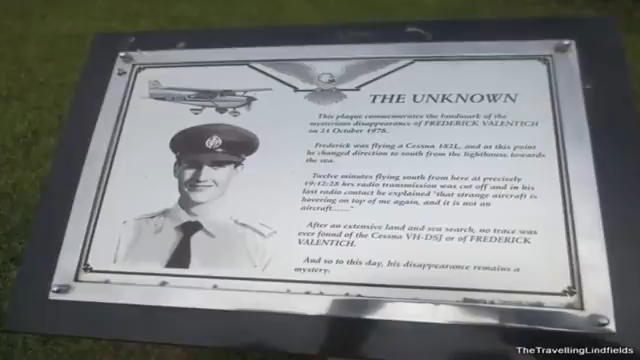 THE UNKNOWN
This plaque commemorates the landmark of the
mysterious disappearance of FREDERICK VALENTICH
on 21 October 1978.
Frederick was flying a Cessna 182L, and at this point
he changed direction to south from the lighthouse towards
the sea.
Twelve minutes flying south from here at precisely
19:12:28 hrs radio transmission was cut off and in his
last radio contact he explained "that strange aircraft is
hovering on top of me again, and it is not an
aircraft......"
After an extensive land and sea search, no trace was
ever found of the Cessna VH-DSJ or of FREDERICK
VALENTICH.
And so to this day, his disappearance remains a
mystery.
TheTravellingLindfields